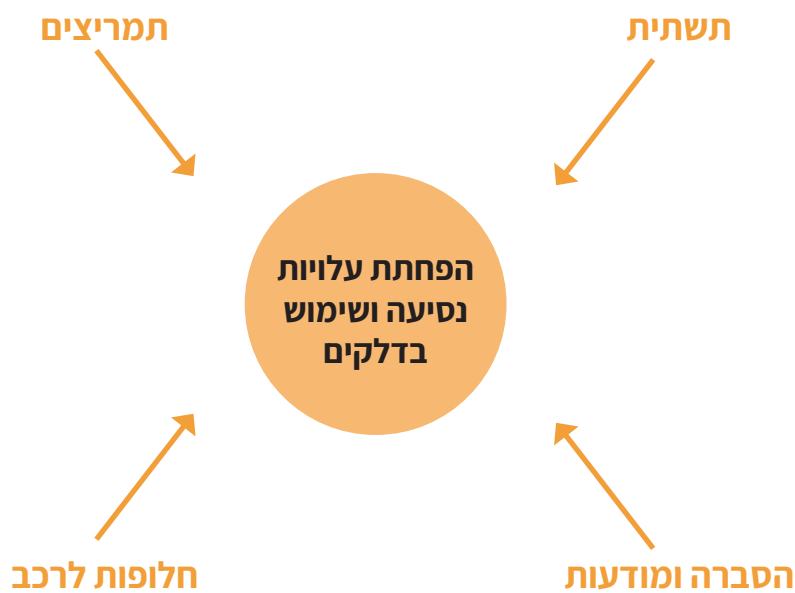 תשתית
תמריצים
הפחתת עלויות
נסיעה ושימוש
בדלקים
הסברה ומודעות
חלופות לרכב